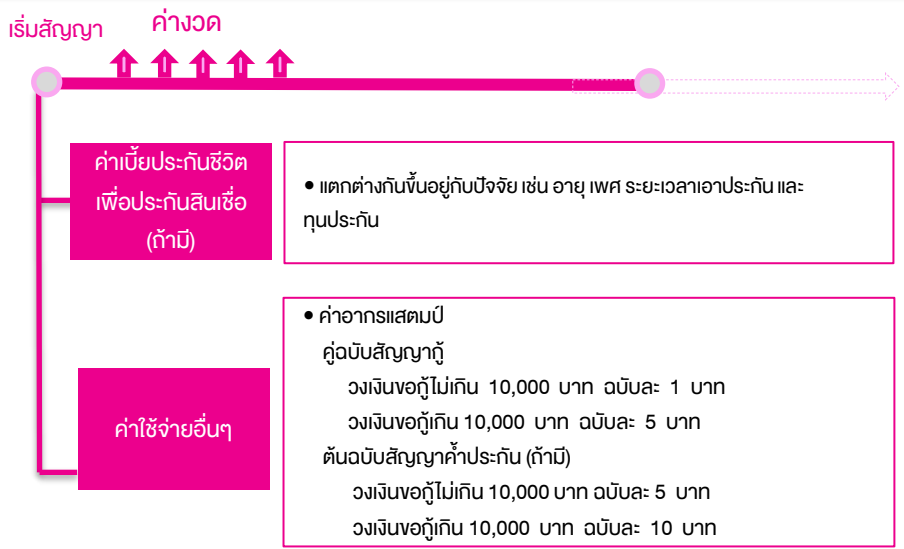 เริ่มสัญญา
ค่างวด
ค่าเบี้ยประกันชีวิต
เพื่อประกันสินเชื่อ
(ถ้ามี)
• แตกต่างกันขึ้นอยู่กับปัจจัย เช่น อายุ เพศ ระยะเวลาเอาประกัน และ
ทุนประกัน
ค่าใช้จ่ายอื่นๆ
• ค่าอากรแสตมป์
คู่ฉบับสัญญากู้
วงเงินขอกู้ไม่เกิน 10,000 บาท ฉบับละ 1 บาท
วงเงินขอกู้เกิน 10,000 บาท ฉบับละ 5 บาท
ต้นฉบับสัญญาค้ำประกัน (ถ้ามี)
วงเงินขอกู้ไม่เกิน 10,000 บาท ฉบับละ 5 บาท
วงเงินขอกู้เกิน 10,000 บาท ฉบับละ 10 บาท